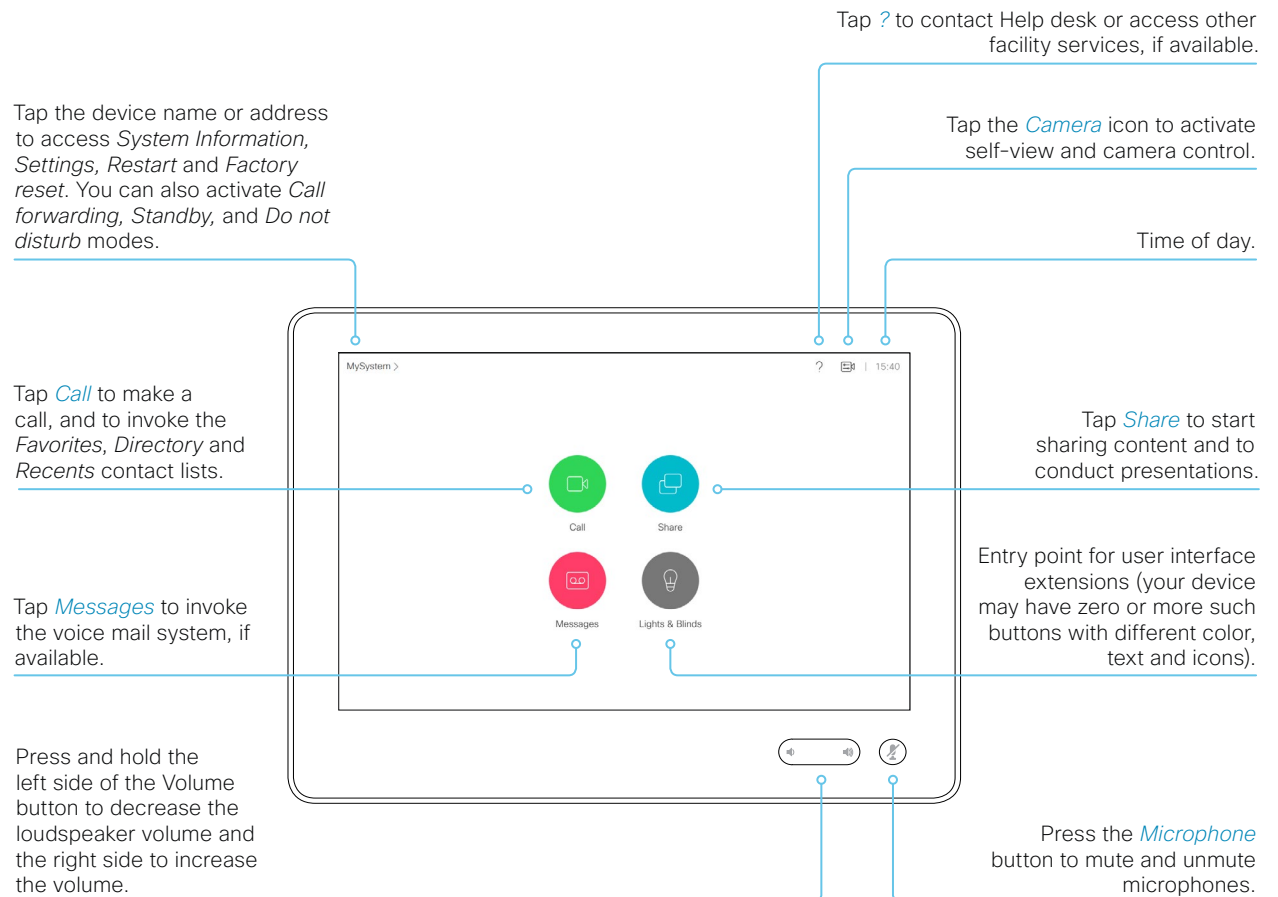 Tap ? to contact Help desk or access other
facility services, if available.
Tap the device name or address
to access System Information,
Settings, Restart and Factory
reset. You can also activate Call
forwarding, Standby, and Do not
disturb modes.
Tap the Camera icon to activate
self-view and camera control.
Time of day.
MySystem >
? | 15:40
Tap Call to make a
call, and to invoke the
Favorites, Directory and
Recents contact lists.
Tap Share to start
sharing content and to
conduct presentations.
Call
Share
Messages
Lights & Blinds
Tap Messages to invoke
the voice mail system, if
available.
Entry point for user interface
extensions (your device
may have zero or more such
buttons with different color,
text and icons).
Press and hold the
left side of the Volume
button to decrease the
loudspeaker volume and
the right side to increase
the volume.
Press the Microphone
button to mute and unmute
microphones.